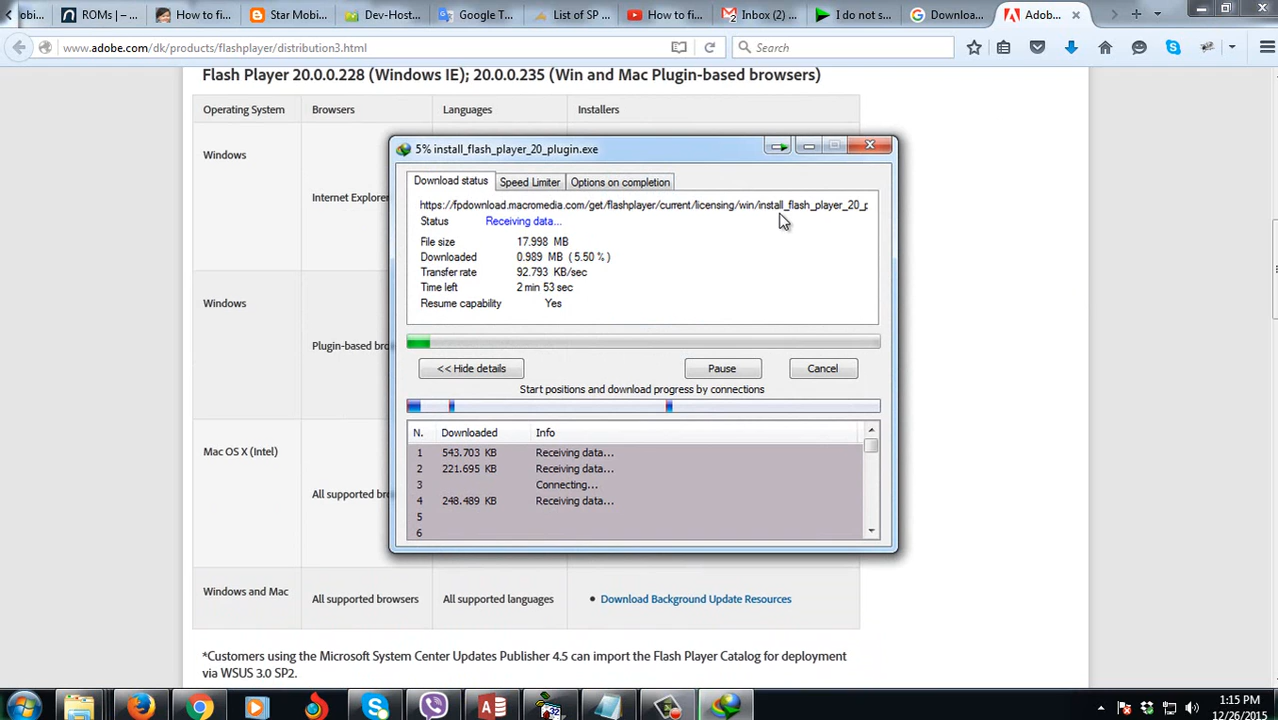 obi...
ROMs | – ...
How to fi...
Star Mobi...
Dev-Host...
Google T...
List of SP ...
How to fi...
Inbox (2) ...
I do not s...
Downloa...
Adob...
www.adobe.com/dk/products/flashplayer/distribution3.html
Search
Flash Player 20.0.0.228 (Windows IE); 20.0.0.235 (Win and Mac Plugin-based browsers)
Operating System
Browsers
Languages
Installers
Windows
Internet Explorer
Windows
Plugin-based bro
Mac OS X (Intel)
All supported bro
Windows and Mac
All supported browsers
All supported languages
Download Background Update Resources
*Customers using the Microsoft System Center Updates Publisher 4.5 can import the Flash Player Catalog for deployment
via WSUS 3.0 SP2.
5% install_flash_player_20_plugin.exe
Download status
Speed Limiter
Options on completion
https://fpdownload.macromedia.com/get/flashplayer/current/licensing/win/install_flash_player_20_p
Status Receiving data...
File size 17.998 MB
Downloaded 0.989 MB ( 5.50 % )
Transfer rate 92.793 KB/sec
Time left 2 min 53 sec
Resume capability Yes
<< Hide details
Pause
Cancel
Start positions and download progress by connections
N. Downloaded Info
1 543.703 KB Receiving data...
2 221.695 KB Receiving data...
3 Connecting...
4 248.489 KB Receiving data...
5
6
1:15 PM
12/26/2015